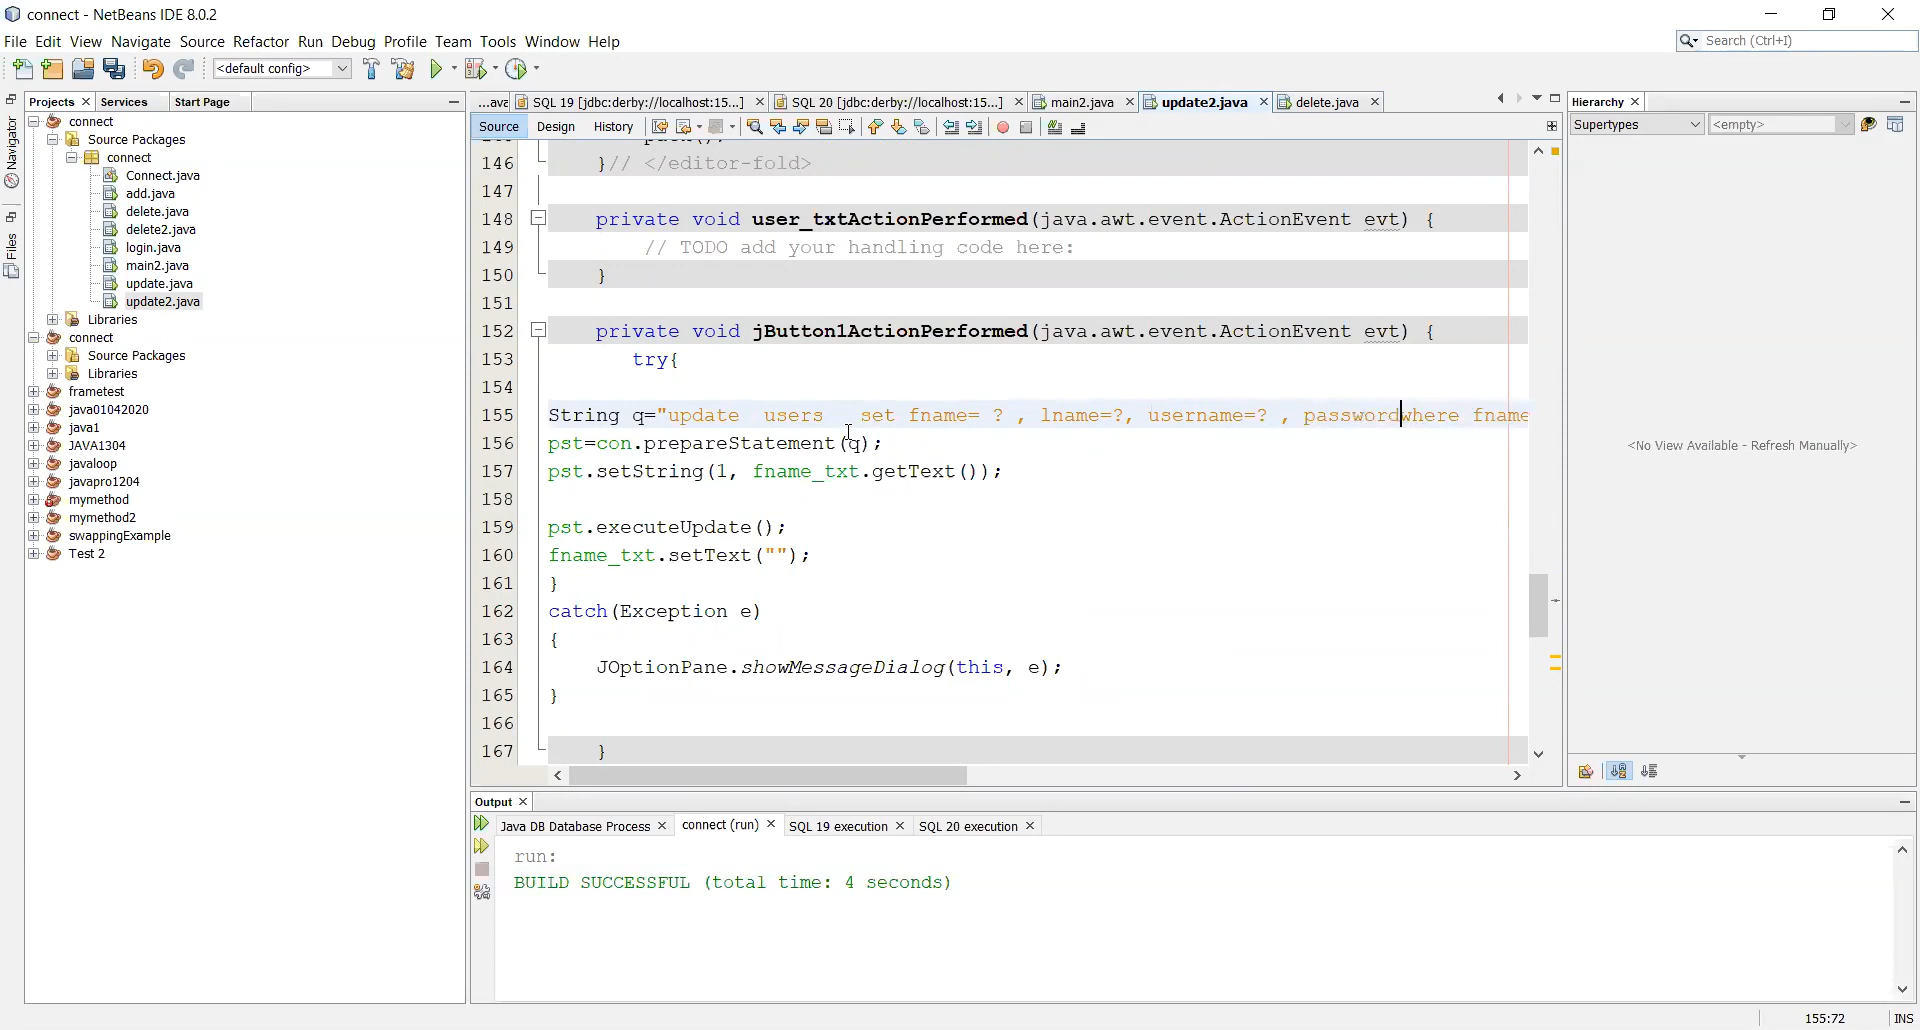 connect - NetBeans IDE 8.0.2
File Edit View Navigate Source Refactor Run Debug Profile Team Tools Window Help
Search (Ctrl+I)
<default config>
Projects Services Start Page
...ava SQL 19 [jdbc:derby://localhost:15...] SQL 20 [jdbc:derby://localhost:15...] main2.java update2.java delete.java
Hierarchy
Source Design History
Supertypes <empty>
Navigator
Files
connect
Source Packages
connect
Connect.java
add.java
delete.java
delete2.java
login.java
main2.java
update.java
update2.java
Libraries
connect
Source Packages
Libraries
frametest
java01042020
java1
JAVA1304
javaloop
javapro1204
mymethod
mymethod2
swappingExample
Test 2
146 }// </editor-fold>
147
148 private void user_txtActionPerformed(java.awt.event.ActionEvent evt) {
149 // TODO add your handling code here:
150 }
151
152 private void jButton1ActionPerformed(java.awt.event.ActionEvent evt) {
153 try{
154
155 String q="update  users   set fname= ? , lname=?, username=? , passwordwhere fname
156 pst=con.prepareStatement(q);
157 pst.setString(1, fname_txt.getText());
158
159 pst.executeUpdate();
160 fname_txt.setText("");
161 }
162 catch(Exception e)
163 {
164 JOptionPane.showMessageDialog(this, e);
165 }
166
167 }
<No View Available - Refresh Manually>
Output
Java DB Database Process connect (run) SQL 19 execution SQL 20 execution
run:
BUILD SUCCESSFUL (total time: 4 seconds)
155:72 INS